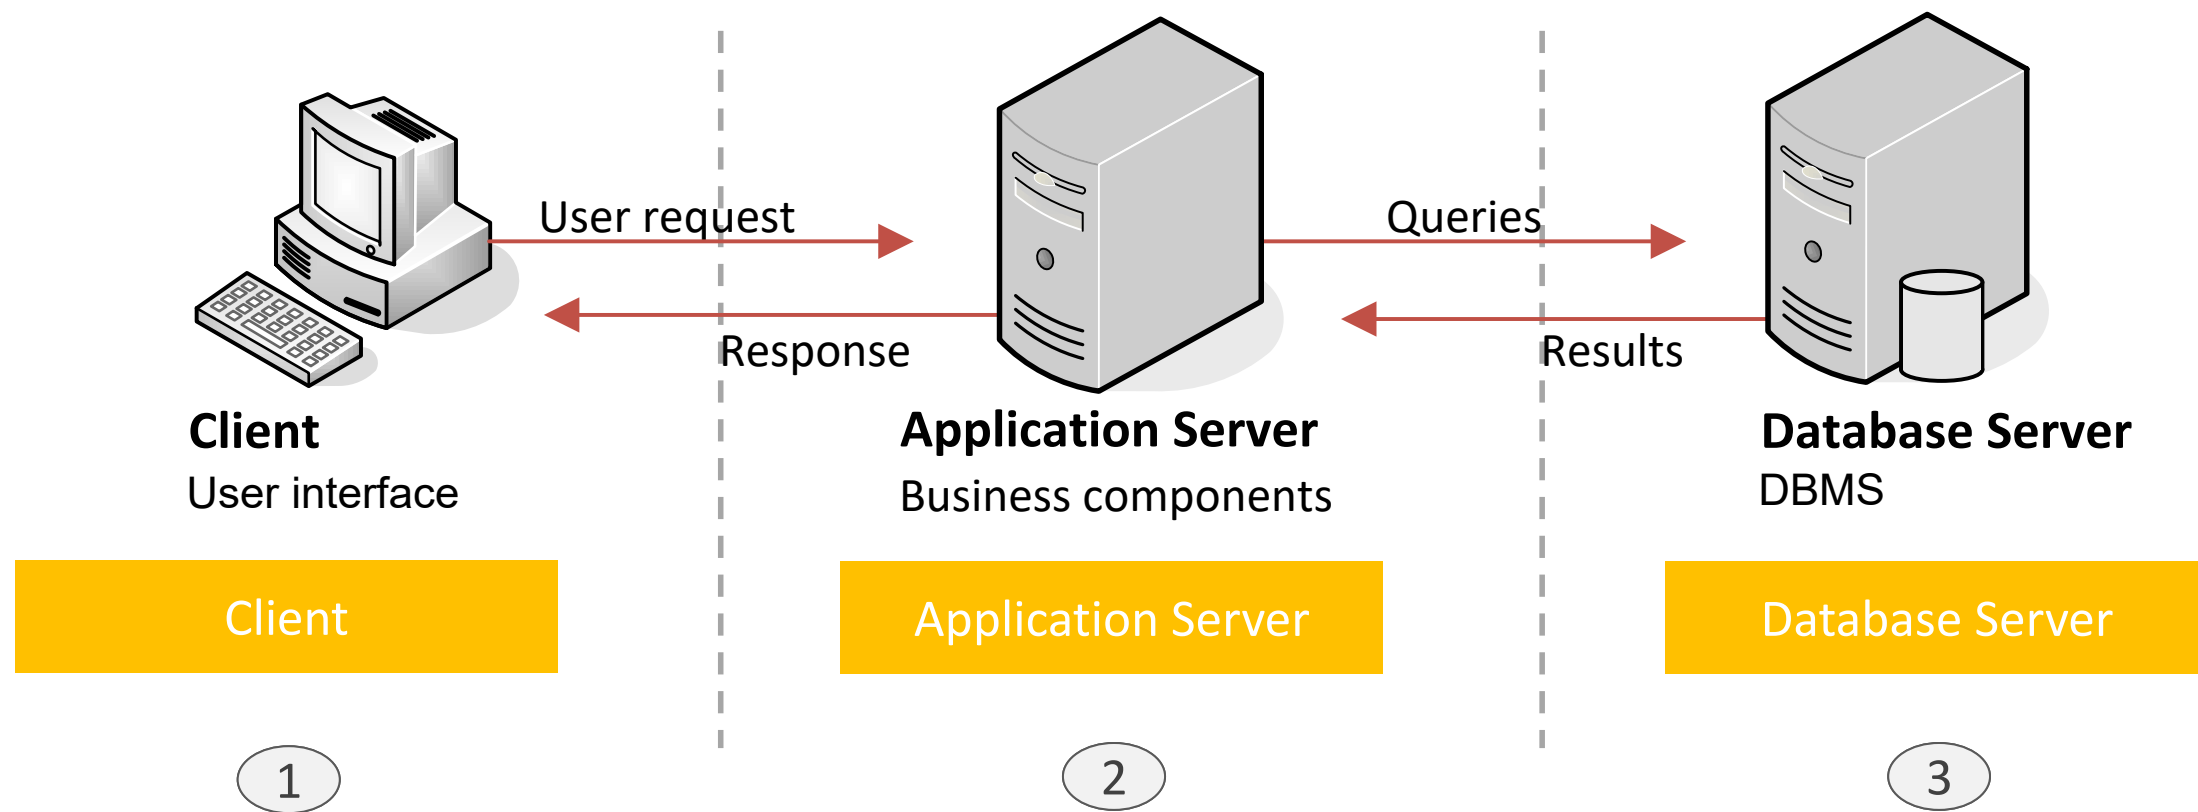 User request
Queries
Response
Results
Client
User interface
Application Server
Business components
Database Server
DBMS
Client
Application Server
Database Server
1
2
3